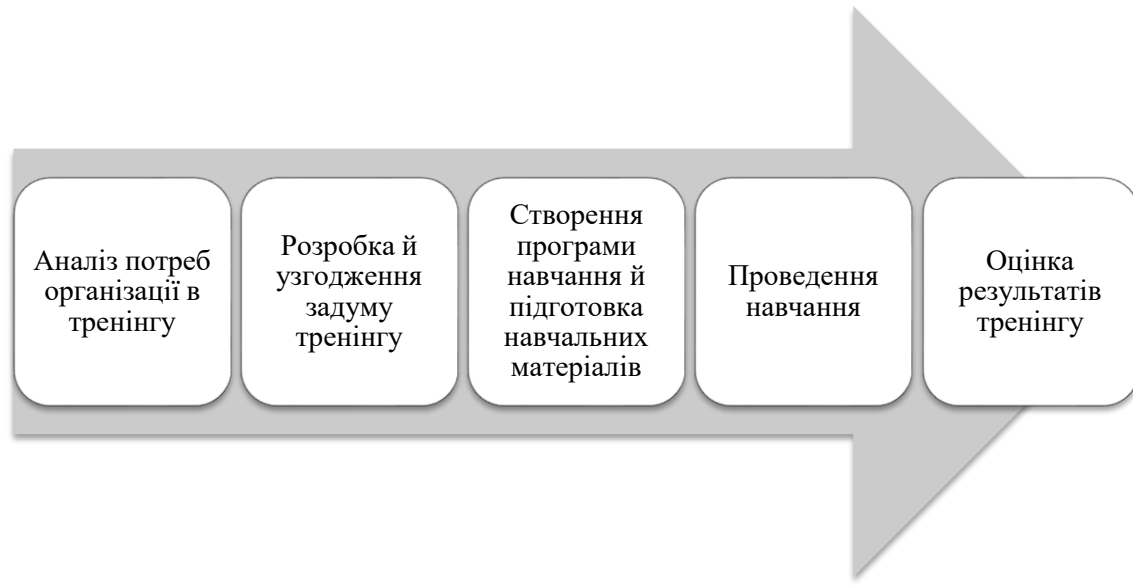 Аналіз потреб
організації в
тренінгу
Розробка й
узгодження
задуму
тренінгу
Створення
програми
навчання й
підготовка
навчальних
матеріалів
Проведення
навчання
Оцінка
результатів
тренінгу